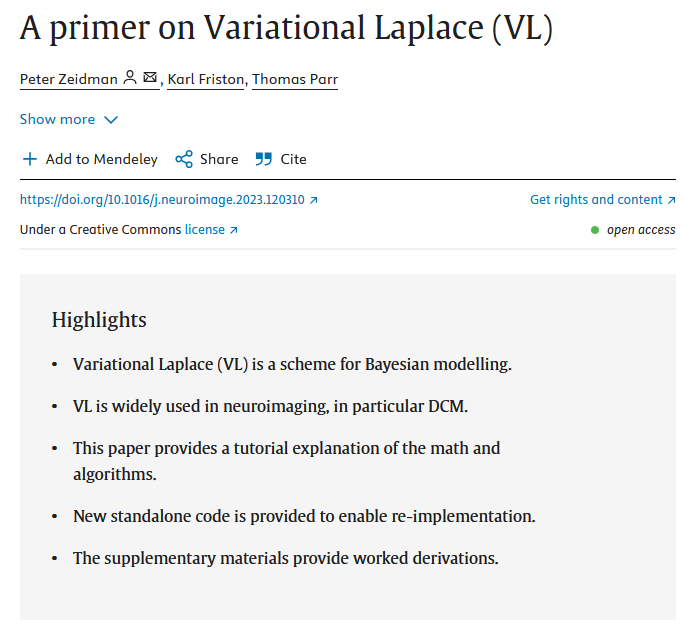 A primer on Variational Laplace (VL)
Peter Zeidman , Karl Friston, Thomas Parr
Show more
Add to Mendeley Share Cite
https://doi.org/10.1016/j.neuroimage.2023.120310 ↗ Get rights and content ↗
Under a Creative Commons license ↗ open access
Highlights
• Variational Laplace (VL) is a scheme for Bayesian modelling.
• VL is widely used in neuroimaging, in particular DCM.
• This paper provides a tutorial explanation of the math and
algorithms.
• New standalone code is provided to enable re-implementation.
• The supplementary materials provide worked derivations.